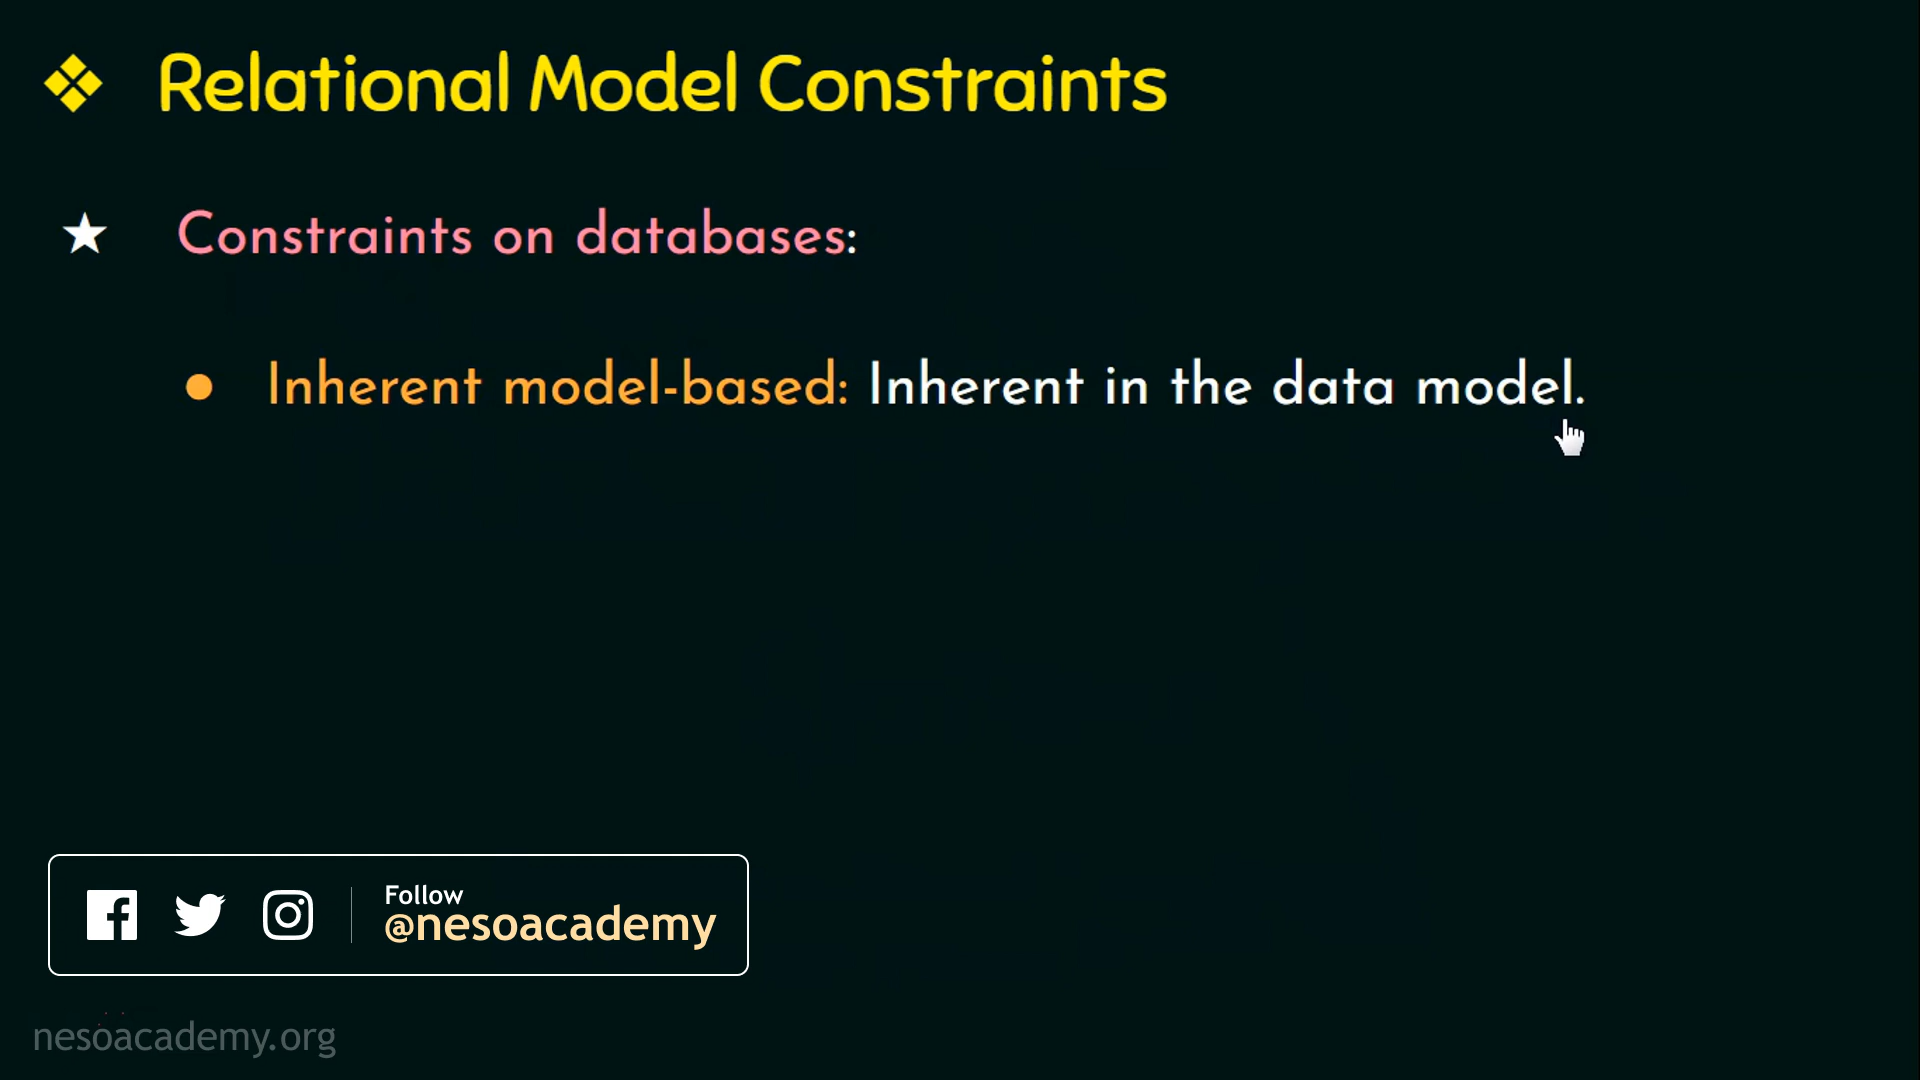 Relational Model Constraints
Constraints on databases:
Inherent model-based: Inherent in the data model.
Follow
@nesoacademy
nesoacademy.org